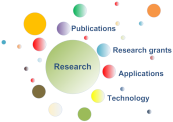 Publications
Research grants
Research
Applications
Technology